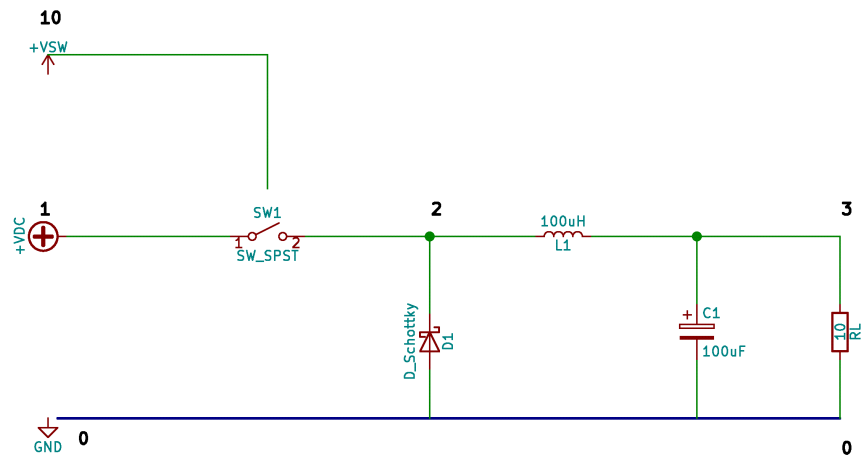 10
+VSW
1
+VDC
SW1
1
2
SW_SPST
2
100uH
L1
3
D_Schottky
D1
+
C1
100uF
10
RL
GND
0
0